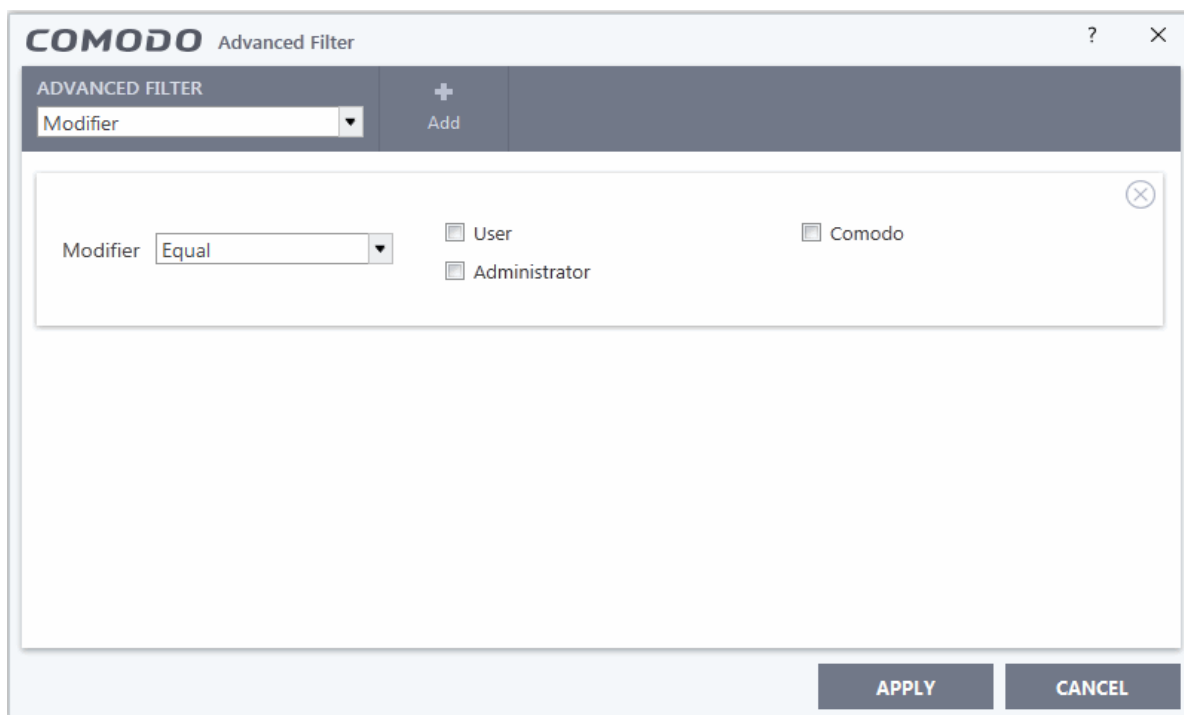 COMODO Advanced Filter ?
ADVANCED FILTER
Modifier
Add
Modifier Equal
User
Comodo
Administrator
APPLY
CANCEL